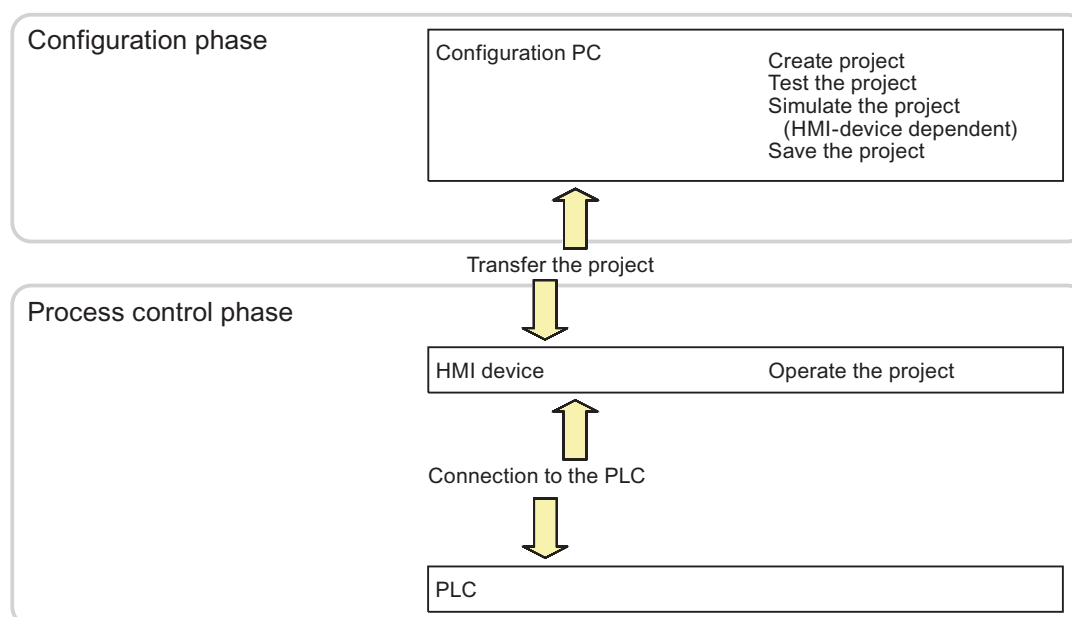 Configuration phase
Configuration PC
Create project
Test the project
Simulate the project
(HMI-device dependent)
Save the project
Transfer the project
Process control phase
HMI device
Operate the project
Connection to the PLC
PLC